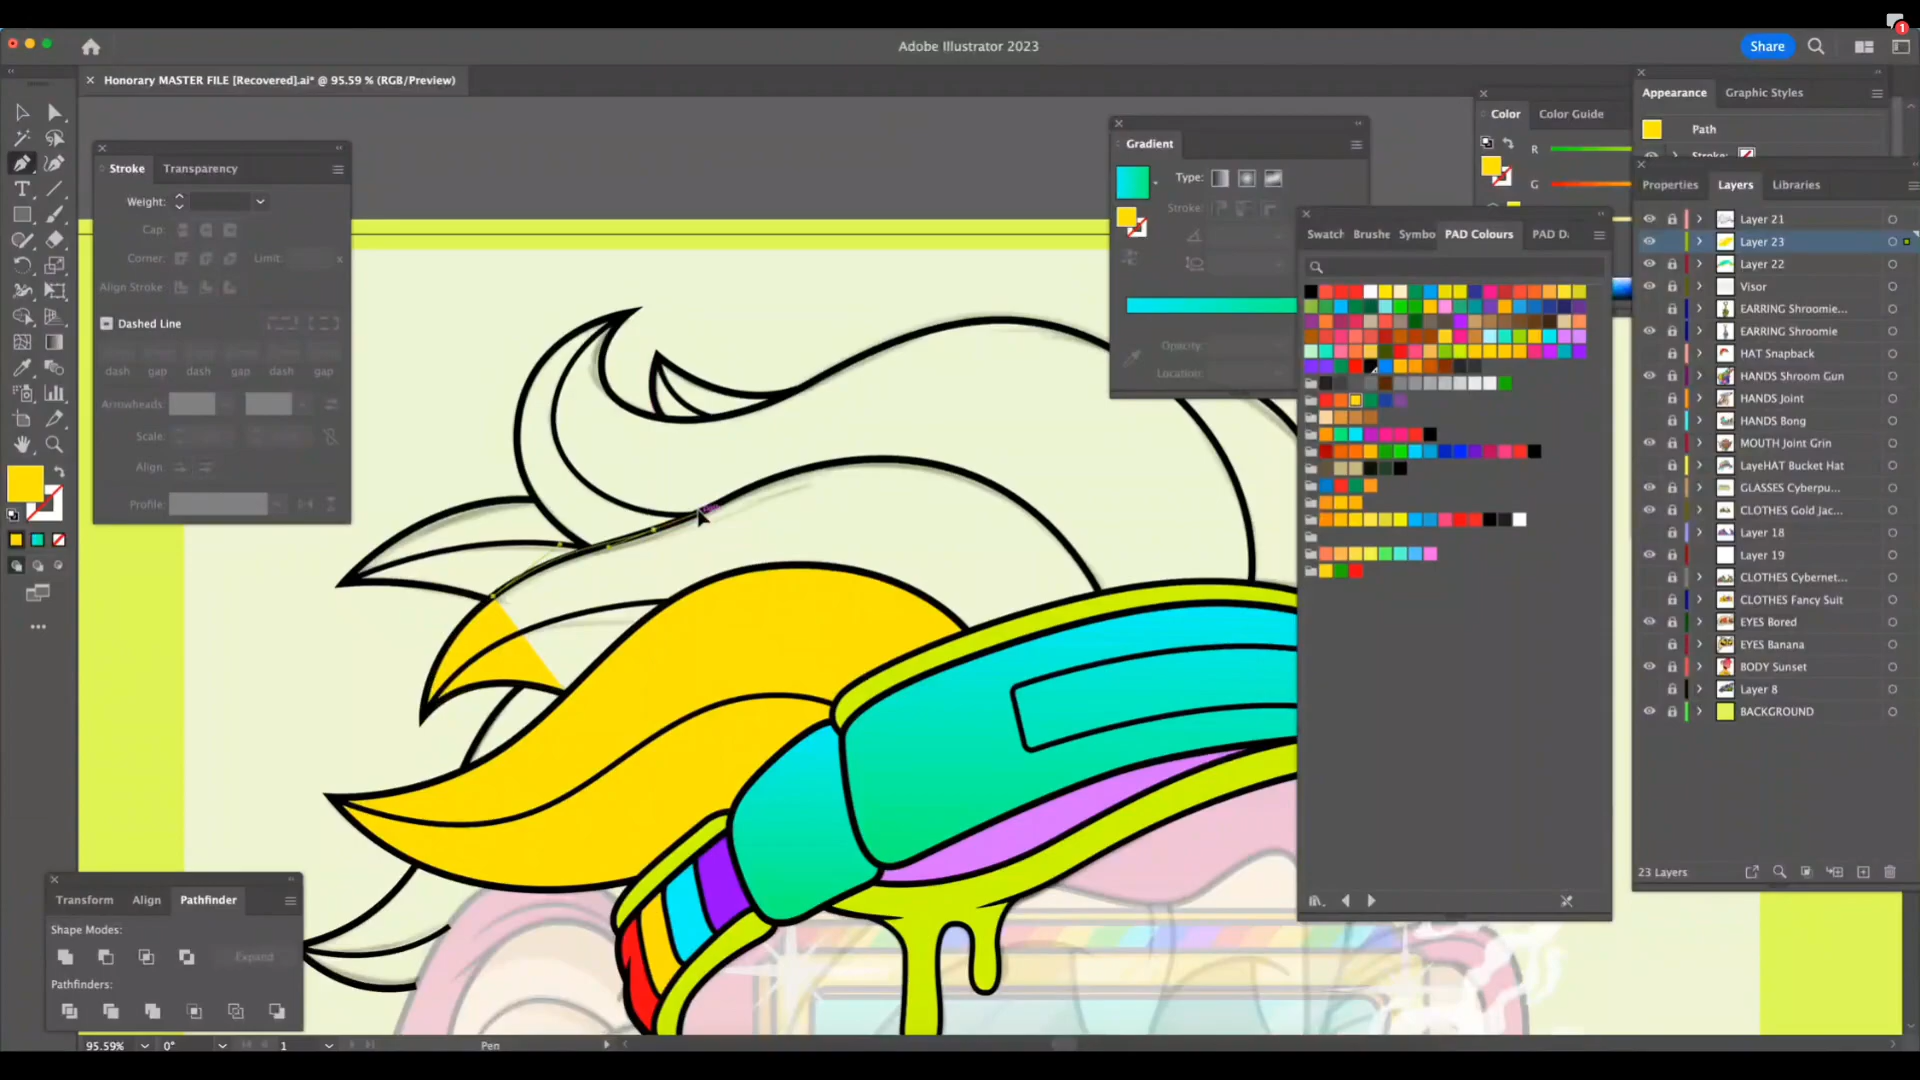 1
Adobe Illustrator 2023
Share
Honorary MASTER FILE [Recovered].ai* @ 95.59 % (RGB/Preview)
Stroke
Transparency
Weight:
Cap:
Corner:
Limit:
x
Align Stroke:
Dashed Line
dash
gap
dash
gap
dash
gap
Arrowheads:
Scale:
Align:
Profile:
Gradient
Type:
Stroke:
Opacity:
Location:
Color
Color Guide
R
G
Appearance
Graphic Styles
Path
Stroke:
Swatch
Brushe
Symbo
PAD Colours
PAD D
Properties
Layers
Libraries
Layer 21
Layer 23
Layer 22
Visor
EARRING Shroomie...
EARRING Shroomie
HAT Snapback
HANDS Shroom Gun
HANDS Joint
HANDS Bong
MOUTH Joint Grin
LayeHAT Bucket Hat
GLASSES Cyberpu...
CLOTHES Gold Jac...
Layer 18
Layer 19
CLOTHES Cybernet...
CLOTHES Fancy Suit
EYES Bored
EYES Banana
BODY Sunset
Layer 8
BACKGROUND
23 Layers
Transform
Align
Pathfinder
Shape Modes:
Expand
Pathfinders:
95.59%
0°
1
Pen